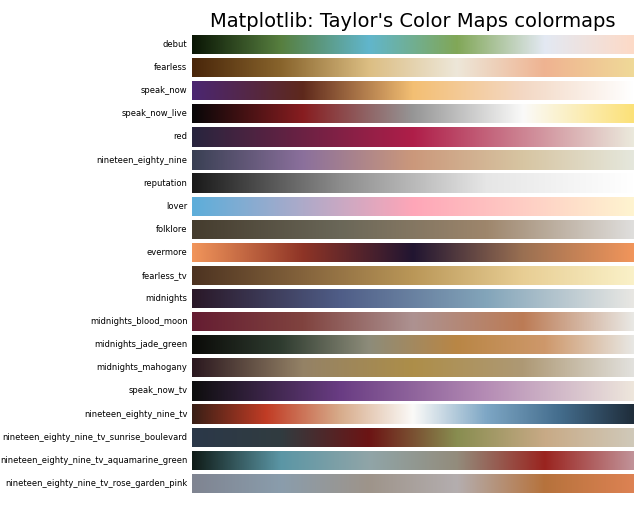 Matplotlib: Taylor's Color Maps colormaps
debut
fearless
speak_now
speak_now_live
red
nineteen_eighty_nine
reputation
lover
folklore
evermore
fearless_tv
midnights
midnights_blood_moon
midnights_jade_green
midnights_mahogany
speak_now_tv
nineteen_eighty_nine_tv
nineteen_eighty_nine_tv_sunrise_boulevard
nineteen_eighty_nine_tv_aquamarine_green
nineteen_eighty_nine_tv_rose_garden_pink